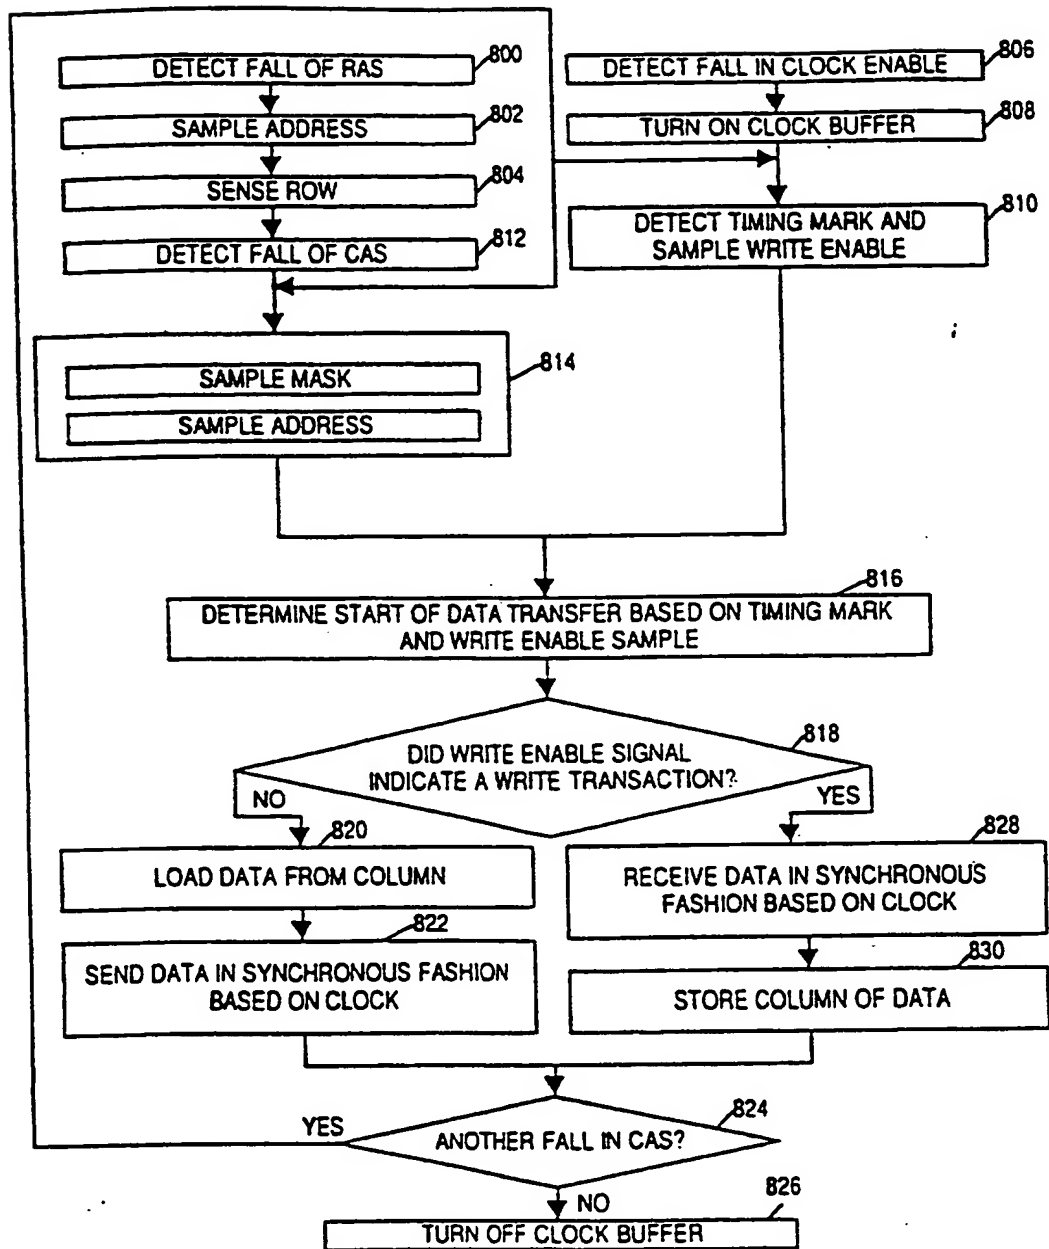 800
DETECT FALL OF RAS
802
SAMPLE ADDRESS
804
SENSE ROW
812
DETECT FALL OF CAS
806
DETECT FALL IN CLOCK ENABLE
808
TURN ON CLOCK BUFFER
810
DETECT TIMING MARK AND
SAMPLE WRITE ENABLE
814
SAMPLE MASK
SAMPLE ADDRESS
816
DETERMINE START OF DATA TRANSFER BASED ON TIMING MARK
AND WRITE ENABLE SAMPLE
818
DID WRITE ENABLE SIGNAL
INDICATE A WRITE TRANSACTION?
NO
YES
820
LOAD DATA FROM COLUMN
822
SEND DATA IN SYNCHRONOUS FASHION
BASED ON CLOCK
828
RECEIVE DATA IN SYNCHRONOUS
FASHION BASED ON CLOCK
830
STORE COLUMN OF DATA
824
YES
ANOTHER FALL IN CAS?
NO
826
TURN OFF CLOCK BUFFER